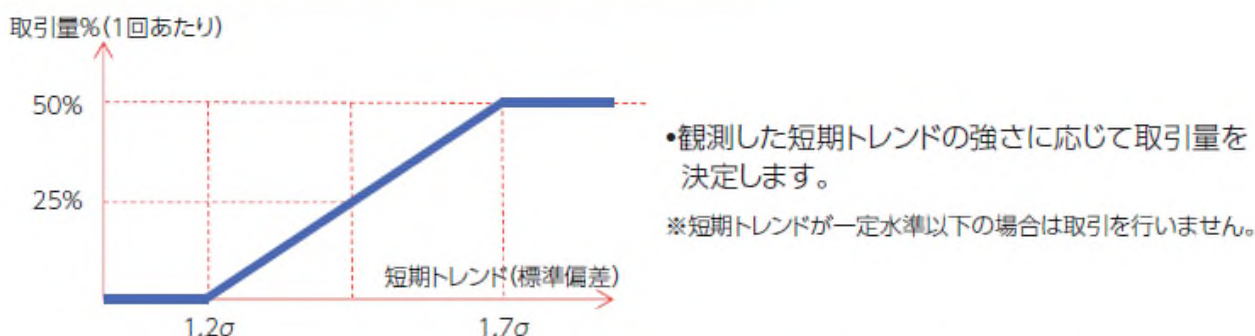 取引量%(1回あたり)
50%
25%
短期トレンド(標準偏差)
1.2σ
1.7σ
•観測した短期トレンドの強さに応じて取引量を
決定します。
※短期トレンドが一定水準以下の場合は取引を行いません。